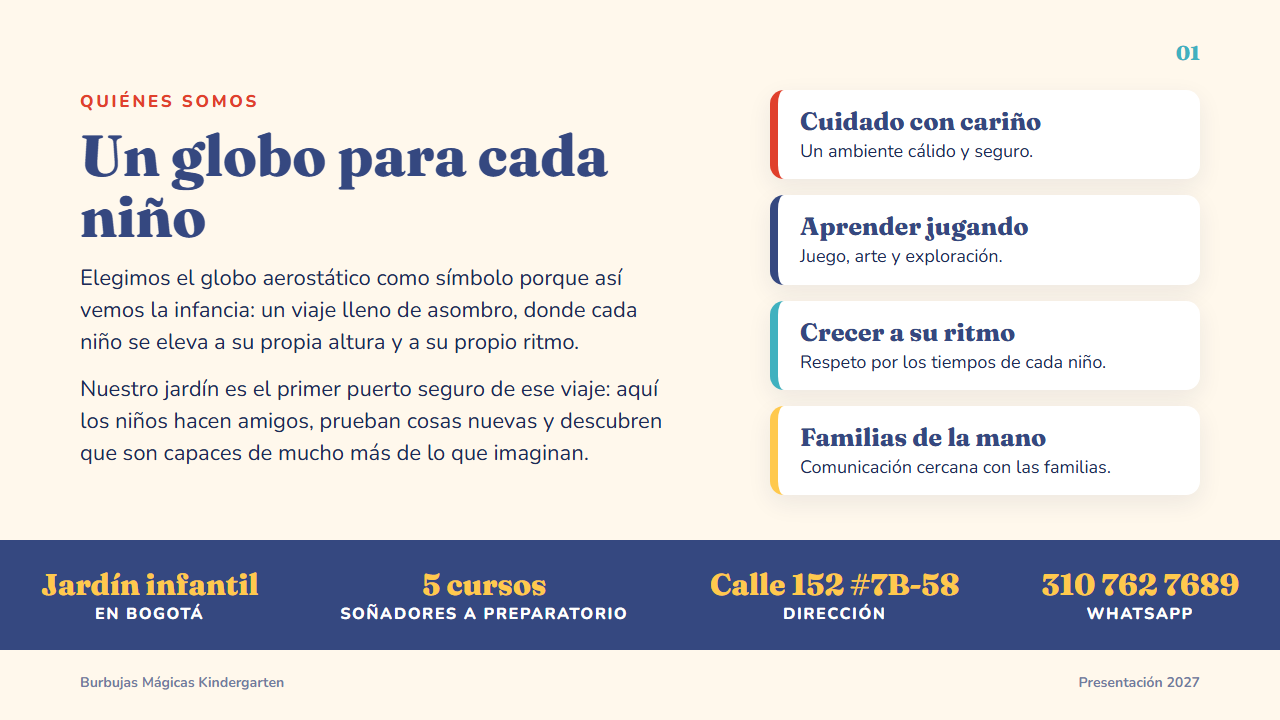 01
QUIÉNES SOMOS
Un globo para cada
niño
Elegimos el globo aerostático como símbolo porque así
vemos la infancia: un viaje lleno de asombro, donde cada
niño se eleva a su propia altura y a su propio ritmo.
Nuestro jardín es el primer puerto seguro de ese viaje: aquí
los niños hacen amigos, prueban cosas nuevas y descubren
que son capaces de mucho más de lo que imaginan.
Cuidado con cariño
Un ambiente cálido y seguro.
Aprender jugando
Juego, arte y exploración.
Crecer a su ritmo
Respeto por los tiempos de cada niño.
Familias de la mano
Comunicación cercana con las familias.
Jardín infantil
EN BOGOTÁ
5 cursos
SOÑADORES A PREPARATORIO
Calle 152 #7B-58
DIRECCIÓN
310 762 7689
WHATSAPP
Burbujas Mágicas Kindergarten
Presentación 2027